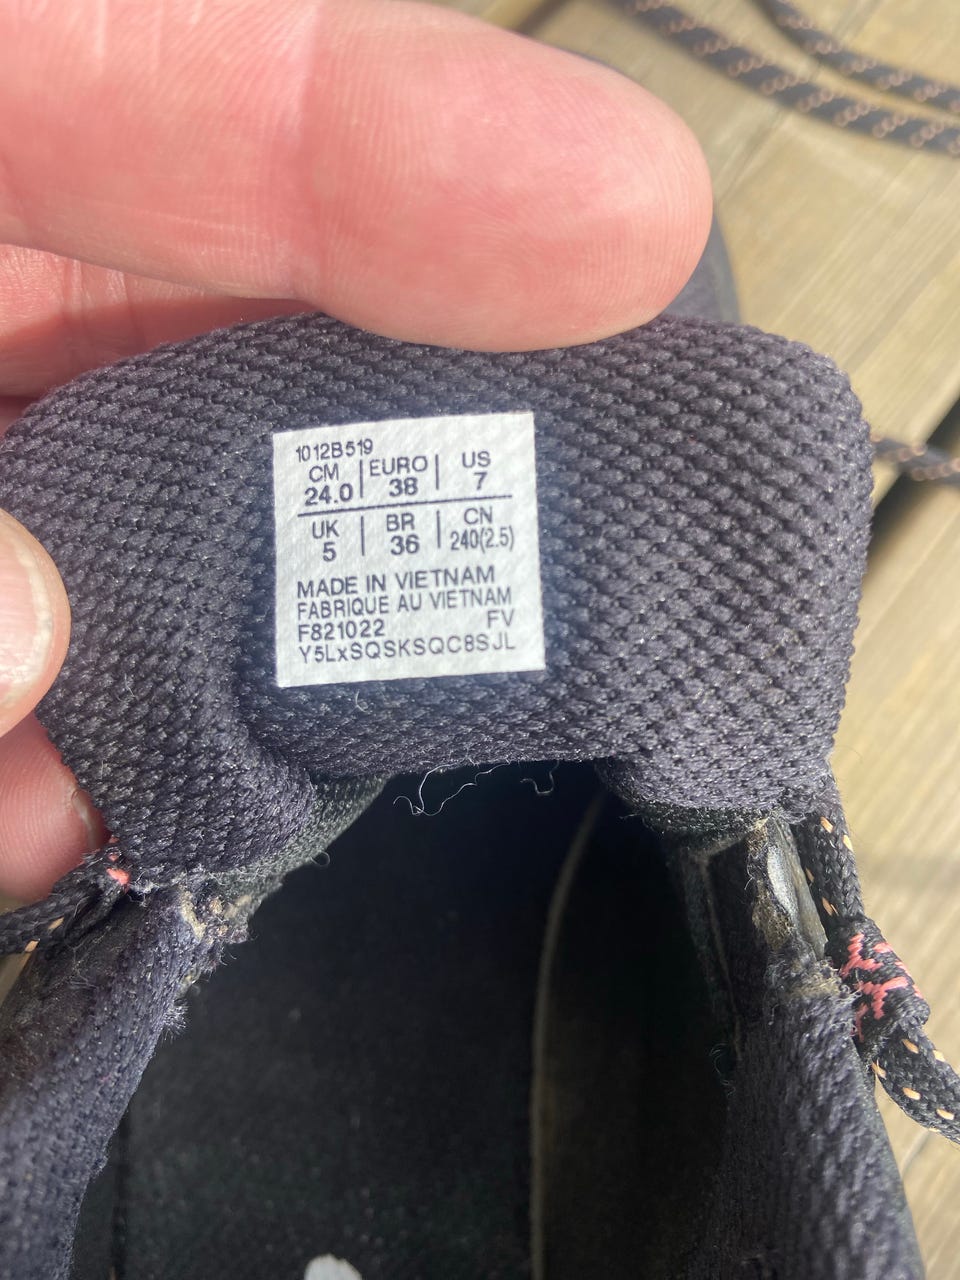 1012B519
CM | EURO | US
24.0 | 38 | 7
UK | BR | CN
5 | 36 | 240(2.5)
MADE IN VIETNAM
FABRIQUE AU VIETNAM
F821022 FV
Y5LxSQSKSQC8SJL